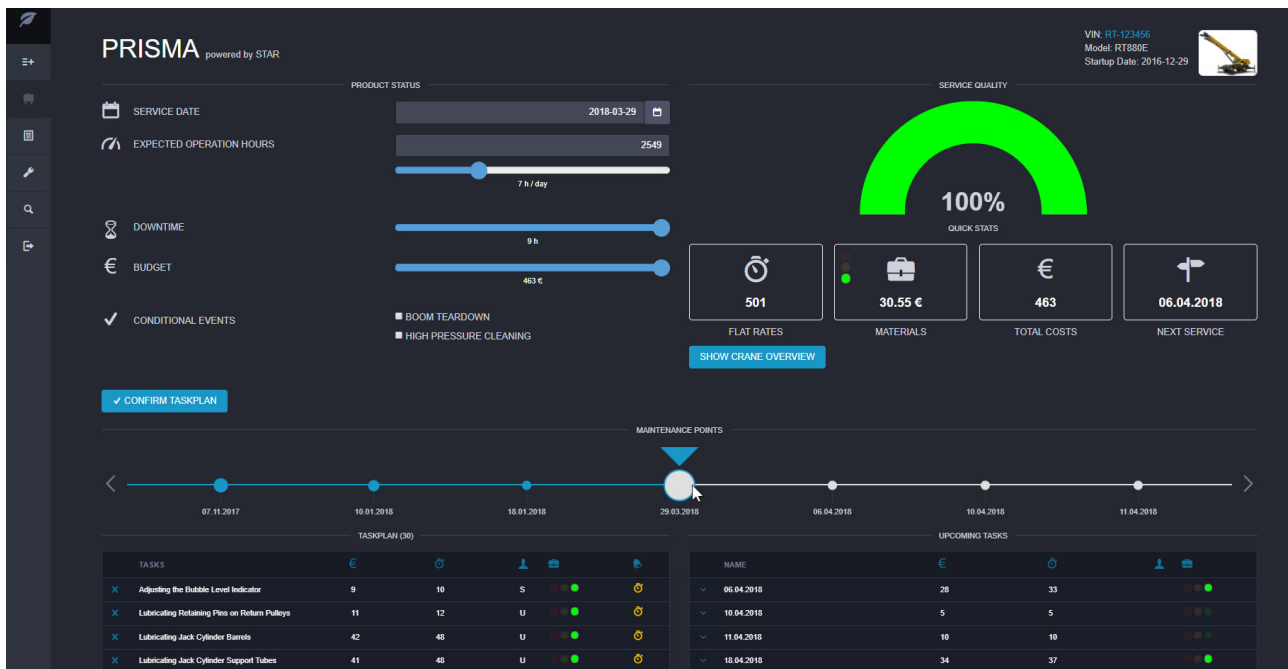 PRISMA powered by STAR
VIN: RT-123456
Model: RT880E
Startup Date: 2016-12-29
PRODUCT STATUS
SERVICE DATE
2018-03-29
EXPECTED OPERATION HOURS
2549
7 h / day
DOWNTIME
9 h
BUDGET
463 €
CONDITIONAL EVENTS
BOOM TEARDOWN
HIGH PRESSURE CLEANING
CONFIRM TASKPLAN
SERVICE QUALITY
100%
QUICK STATS
501 30.55 € 463 06.04.2018
FLAT RATES MATERIALS TOTAL COSTS NEXT SERVICE
SHOW CRANE OVERVIEW
MAINTENANCE POINTS
07.11.2017 10.01.2018 18.01.2018 29.03.2018 06.04.2018 10.04.2018 11.04.2018
TASKPLAN (30)
TASKS €
Adjusting the Bubble Level Indicator 9 10 S
Lubricating Retaining Pins on Return Pulleys 11 12 U
Lubricating Jack Cylinder Barrels 42 48 U
Lubricating Jack Cylinder Support Tubes 41 48 U
UPCOMING TASKS
NAME €
06.04.2018 28 33
10.04.2018 5 5
11.04.2018 10 10
18.04.2018 34 37